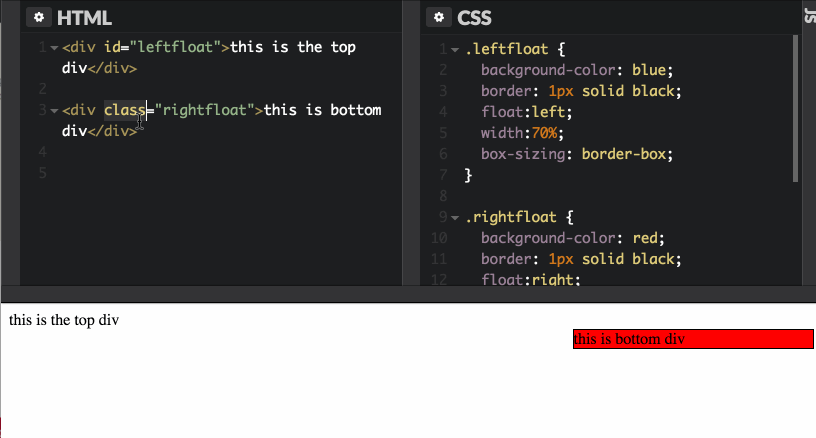 HTML
1 <div id="leftfloat">this is the top
div</div>
2
3 <div class="rightfloat">this is bottom
div</div>
4
5
CSS
1 .leftfloat {
2 background-color: blue;
3 border: 1px solid black;
4 float:left;
5 width:70%;
6 box-sizing: border-box;
7 }
8
9 .rightfloat {
10 background-color: red;
11 border: 1px solid black;
12 float:right;
JS
this is the top div
this is bottom div